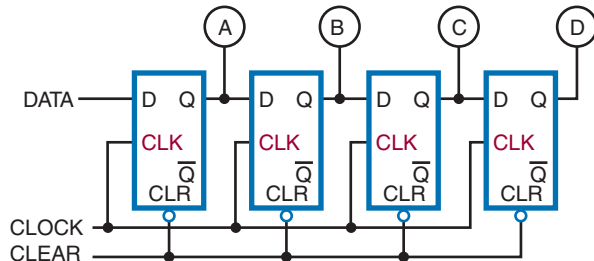 A B C D
DATA D Q D Q D Q D Q
CLK CLK CLK CLK
Q Q Q Q
CLR CLR CLR CLR
CLOCK
CLEAR